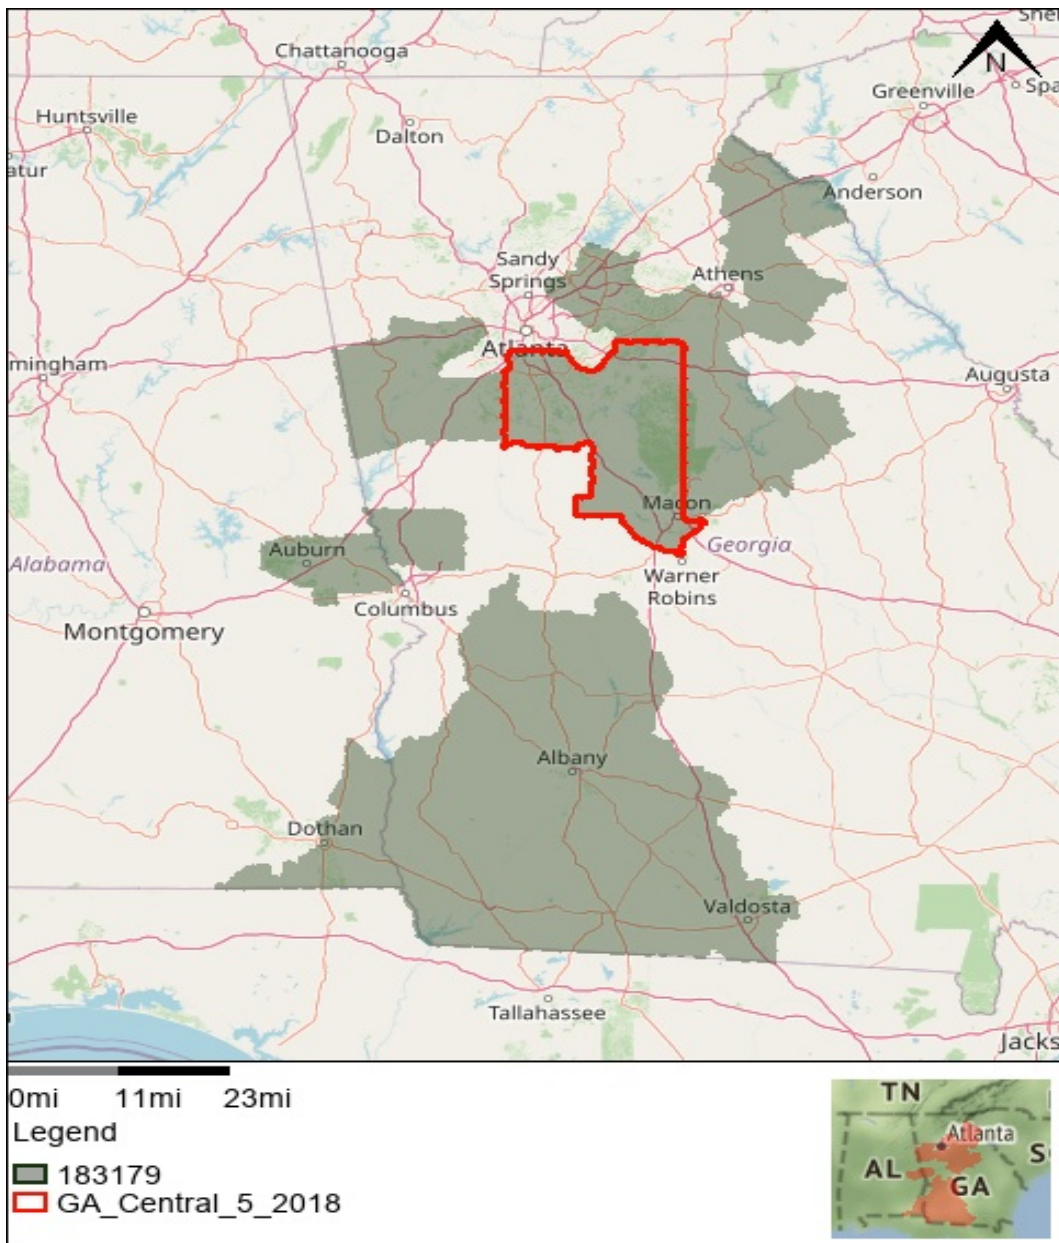 She
Chattanooga
N
Spa
Greenville
Huntsville
Dalton
atur
Anderson
Sandy
Springs
Athens
Atlanta
mingham
Augusta
Macon
Auburn
Georgia
Alabama
Warner
Robins
Columbus
Montgomery
Albany
Dothan
Valdosta
Tallahassee
Jacks
0mi 11mi 23mi
Legend
183179
GA_Central_5_2018
TN
Atlanta
S
AL
GA